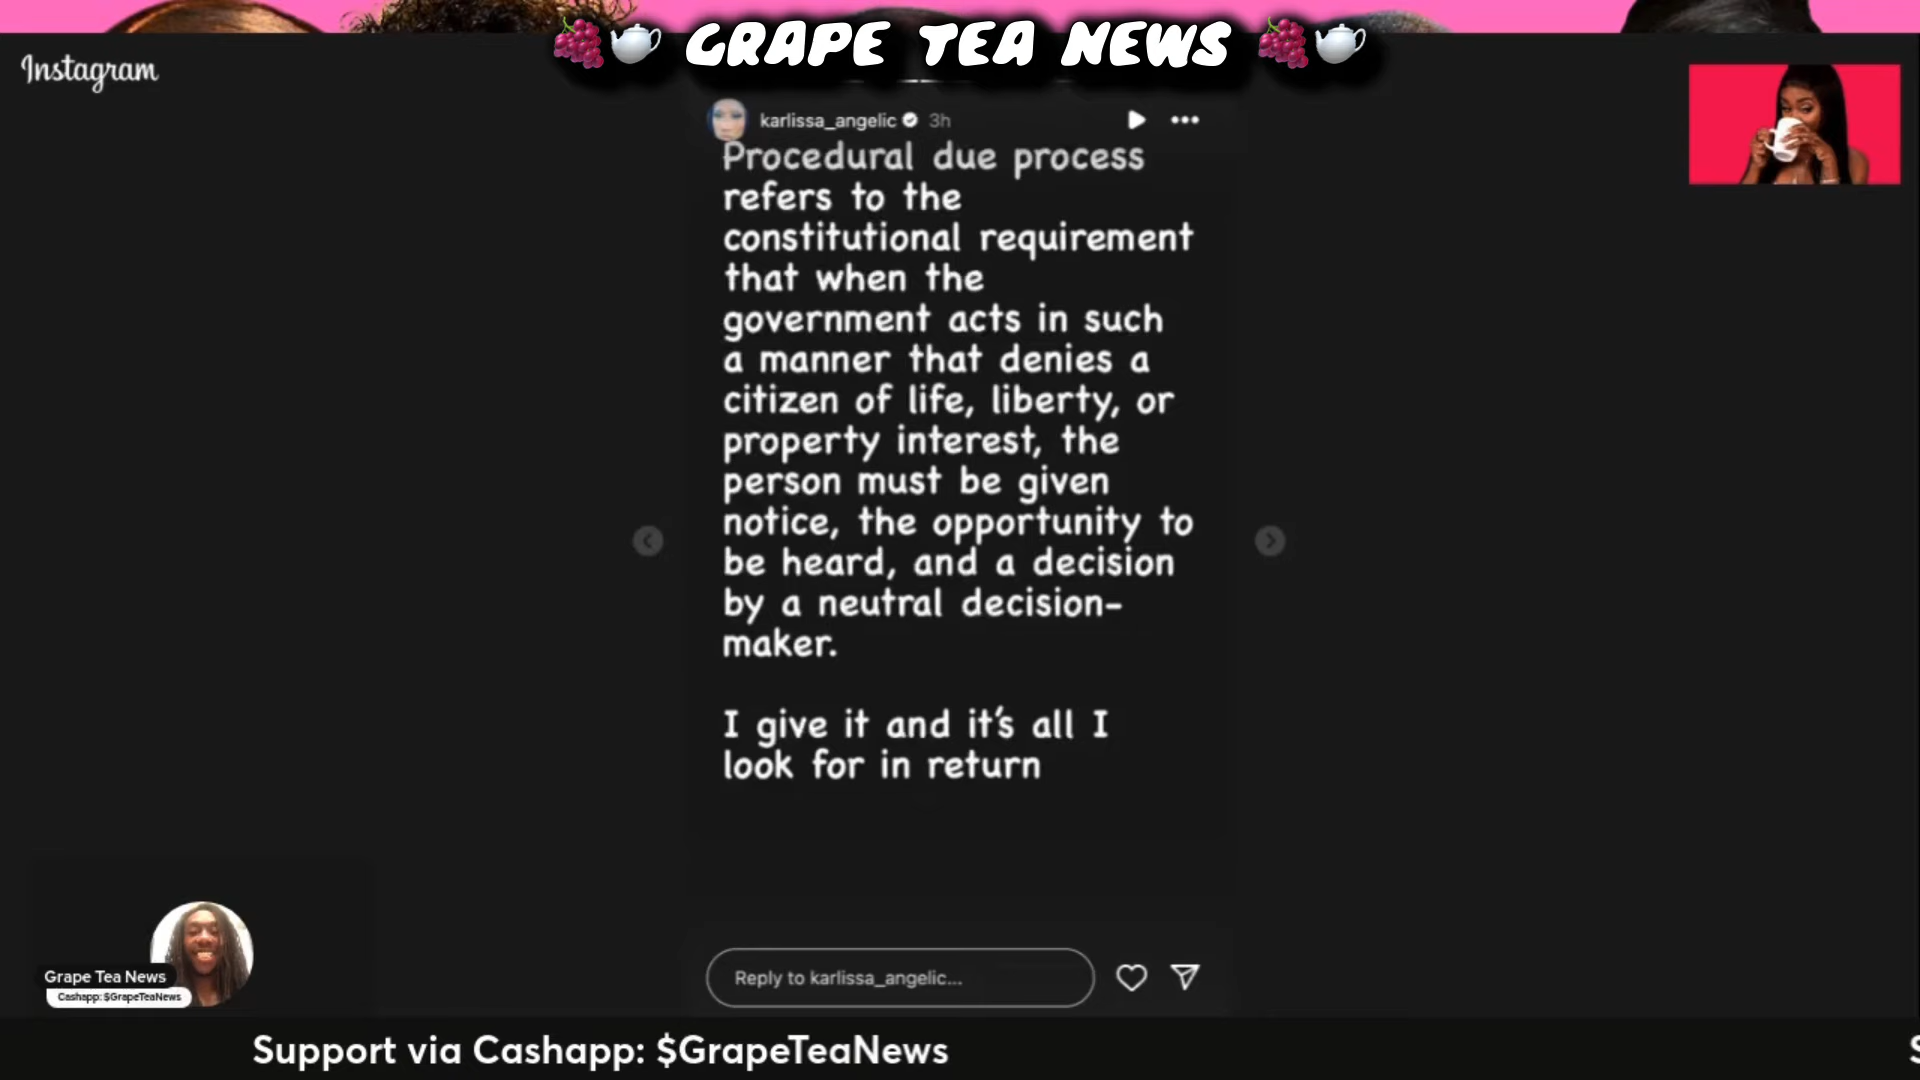 🍇🫖 GRAPE TEA NEWS 🍇🫖
Instagram
karlissa_angelic 3h
Procedural due process
refers to the
constitutional requirement
that when the
government acts in such
a manner that denies a
citizen of life, liberty, or
property interest, the
person must be given
notice, the opportunity to
be heard, and a decision
by a neutral decision-
maker.
I give it and it's all I
look for in return
Reply to karlissa_angelic...
Grape Tea News
Cashapp: $GrapeTeaNews
Support via Cashapp: $GrapeTeaNews